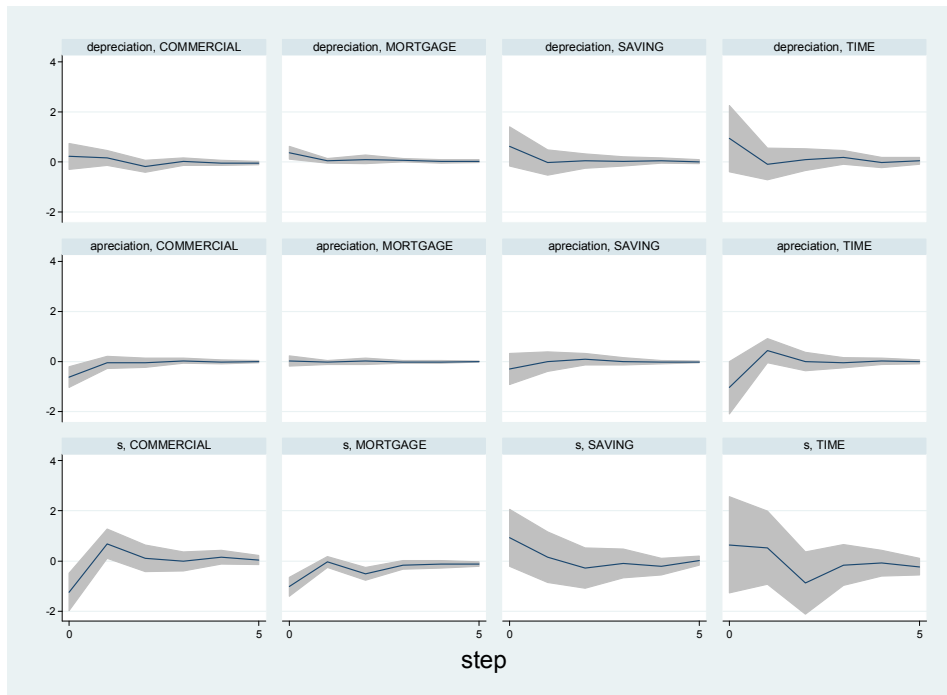 depreciation, COMMERCIAL
depreciation, MORTGAGE
depreciation, SAVING
depreciation, TIME
4
2
0
-2
apreciation, COMMERCIAL
apreciation, MORTGAGE
apreciation, SAVING
apreciation, TIME
4
2
0
-2
s, COMMERCIAL
s, MORTGAGE
s, SAVING
s, TIME
4
2
0
-2
0 5 0 5 0 5 0 5
step